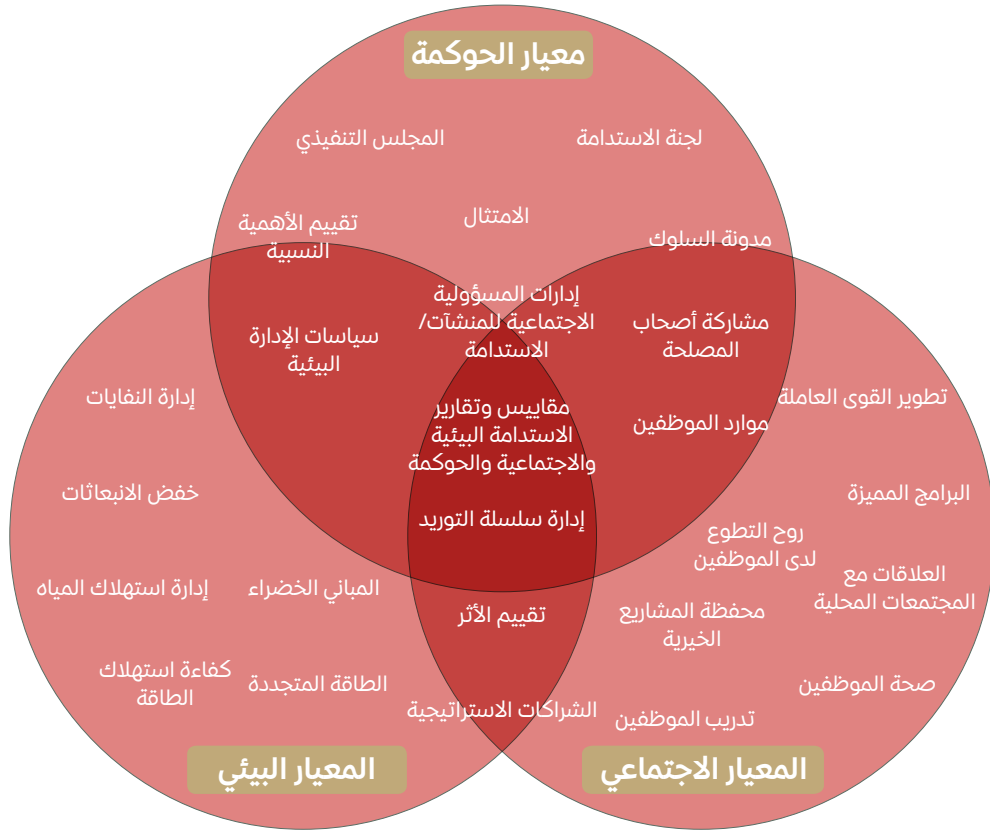 معيار الحوكمة
لجنة الاستدامة
المجلس التنفيذي
الامتثال
مدونة السلوك
تقييم الأهمية
النسبية
إدارات المسؤولية
الاجتماعية للمنشآت/
الاستدامة
مشاركة أصحاب
المصلحة
سياسات الإدارة
البيئية
مقاييس وتقارير
الاستدامة البيئية
والاجتماعية والحوكمة
موارد الموظفين
إدارة سلسلة التوريد
تطوير القوى العاملة
البرامج المميزة
روح التطوع
لدى الموظفين
العلاقات مع
المجتمعات المحلية
محفظة المشاريع
الخيرية
صحة الموظفين
تدريب الموظفين
المعيار الاجتماعي
تقييم الأثر
الشراكات الاستراتيجية
إدارة النفايات
خفض الانبعاثات
المباني الخضراء
إدارة استهلاك المياه
الطاقة المتجددة
كفاءة استهلاك
الطاقة
المعيار البيئي